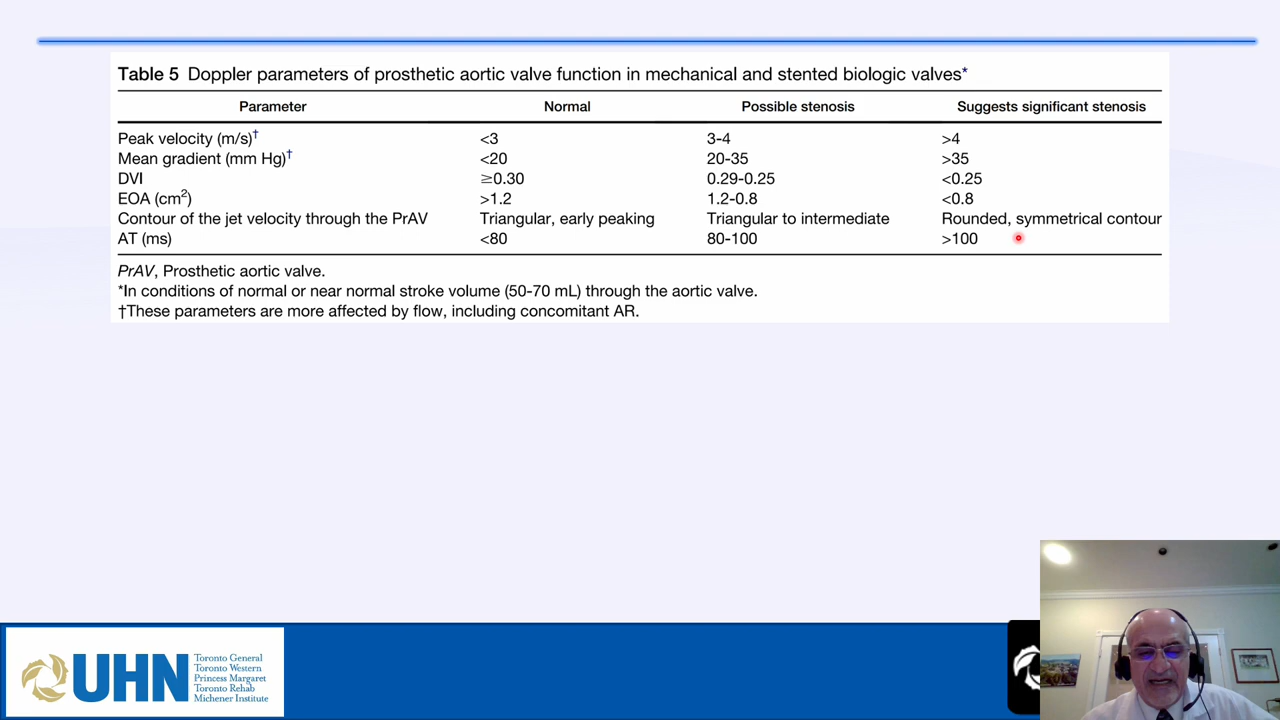 Table 5 Doppler parameters of prosthetic aortic valve function in mechanical and stented biologic valves*
Parameter Normal Possible stenosis Suggests significant stenosis
Peak velocity (m/s)† <3 3-4 >4
Mean gradient (mm Hg)† <20 20-35 >35
DVI ≥0.30 0.29-0.25 <0.25
EOA (cm2) >1.2 1.2-0.8 <0.8
Contour of the jet velocity through the PrAV Triangular, early peaking Triangular to intermediate Rounded, symmetrical contour
AT (ms) <80 80-100 >100
PrAV, Prosthetic aortic valve.
*In conditions of normal or near normal stroke volume (50-70 mL) through the aortic valve.
†These parameters are more affected by flow, including concomitant AR.
UHN
Toronto General
Toronto Western
Princess Margaret
Toronto Rehab
Michener Institute